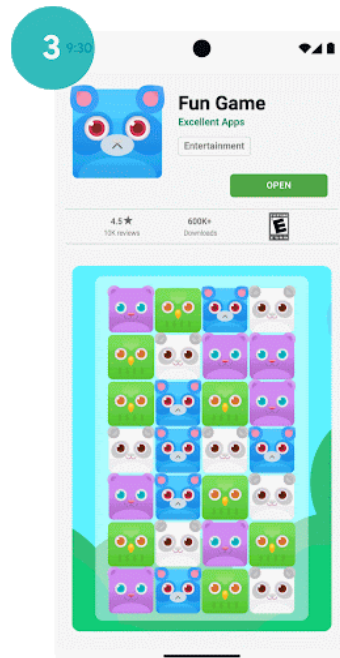 3
9:30
Fun Game
Excellent Apps
Entertainment
OPEN
4.5★
10K reviews
600K+
Downloads
E